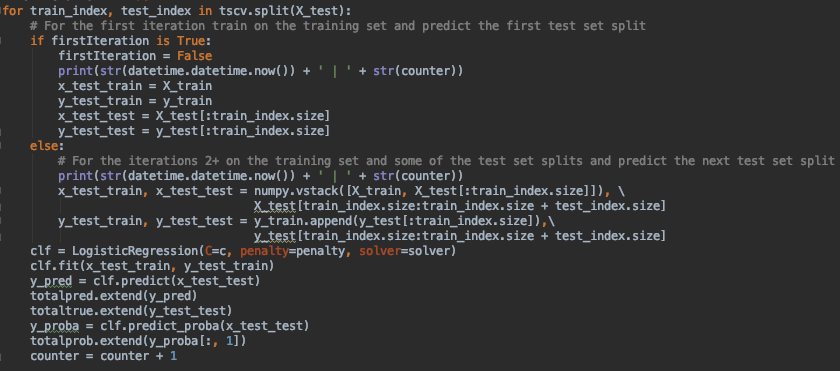 for train_index, test_index in tscv.split(X_test):
    # For the first iteration train on the training set and predict the first test set split
    if firstIteration is True:
        firstIteration = False
        print(str(datetime.datetime.now()) + ' | ' + str(counter))
        x_test_train = X_train
        y_test_train = y_train
        x_test_test = X_test[:train_index.size]
        y_test_test = y_test[:train_index.size]
    else:
        # For the iterations 2+ on the training set and some of the test set splits and predict the next test set split
        print(str(datetime.datetime.now()) + ' | ' + str(counter))
        x_test_train, x_test_test = numpy.vstack([X_train, X_test[:train_index.size]]), \
                                    X_test[train_index.size:train_index.size + test_index.size]
        y_test_train, y_test_test = y_train.append(y_test[:train_index.size]),\
                                    y_test[train_index.size:train_index.size + test_index.size]
    clf = LogisticRegression(C=c, penalty=penalty, solver=solver)
    clf.fit(x_test_train, y_test_train)
    y_pred = clf.predict(x_test_test)
    totalpred.extend(y_pred)
    totaltrue.extend(y_test_test)
    y_proba = clf.predict_proba(x_test_test)
    totalprob.extend(y_proba[:, 1])
    counter = counter + 1